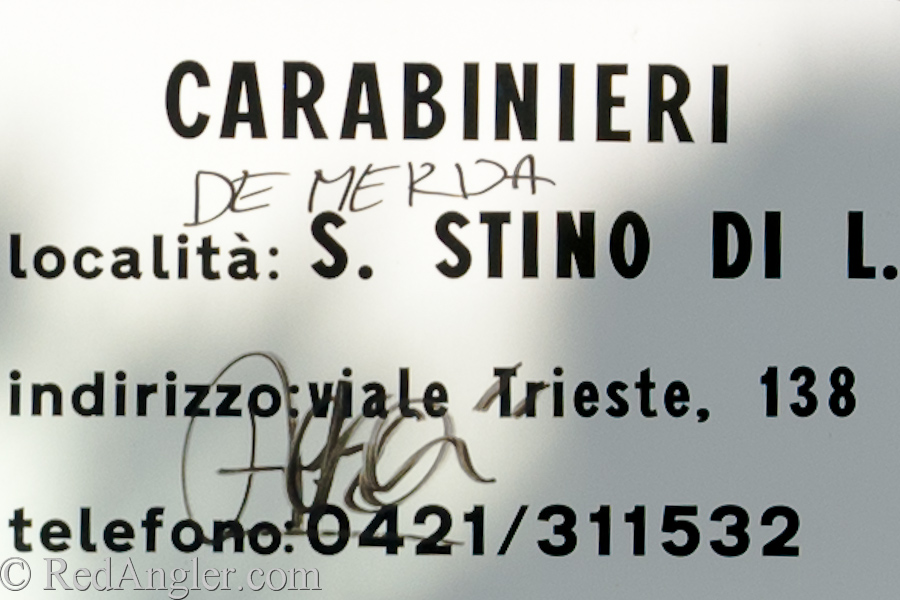 CARABINIERI
DE MERDA
località: S. STINO DI L.
indirizzo: viale Trieste, 138
telefono: 0421/311532
© RedAngler.com